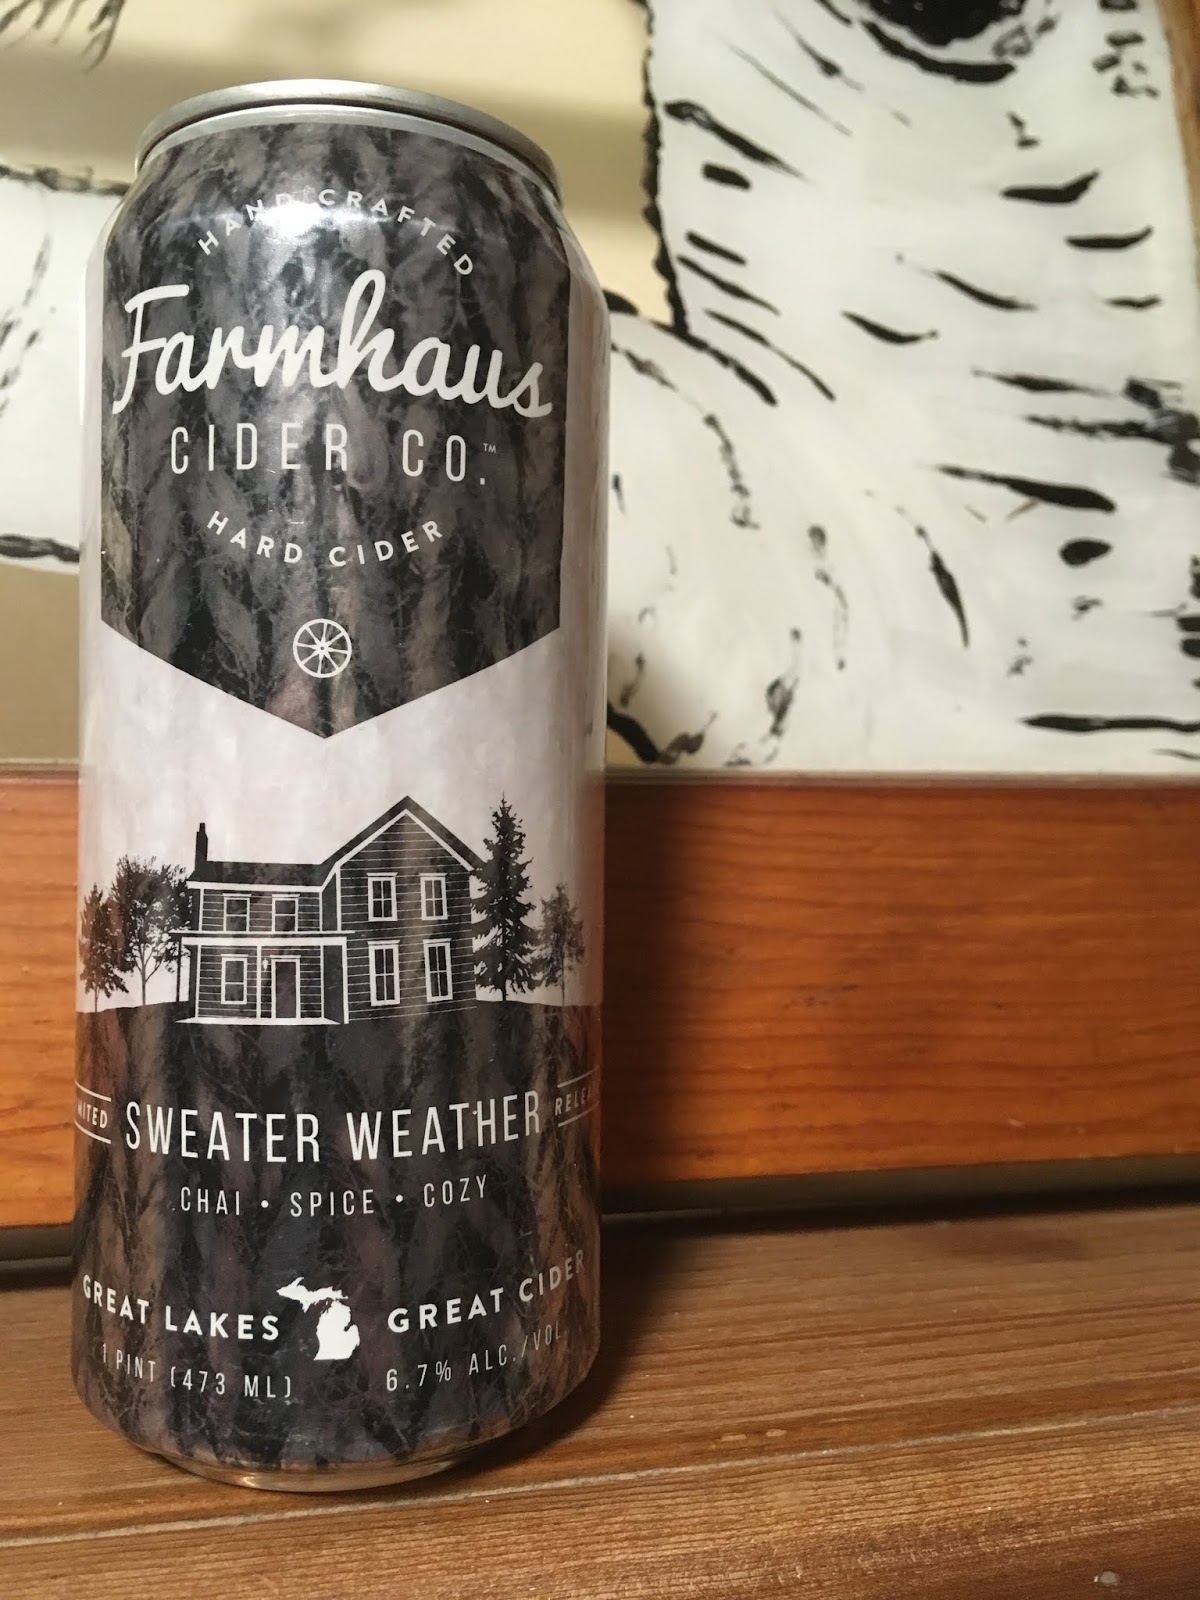 HAND CRAFTED
Farmhaus
CIDER CO.™
HARD CIDER
SWEATER WEATHER
CHAI • SPICE • COZY
GREAT LAKES GREAT CIDER
1 PINT (473 ML) 6.7% ALC./VOL